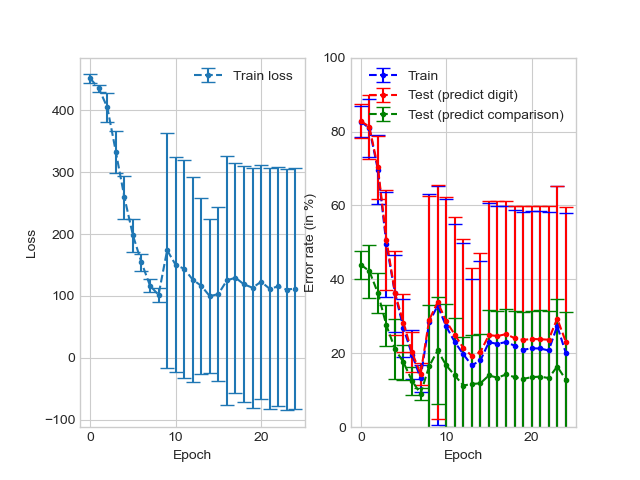 Train loss
400
300
200
100
0
−100
0
10
20
Epoch
Loss
Train
Test (predict digit)
Test (predict comparison)
100
80
60
40
20
0
0
10
20
Epoch
Error rate (in %)